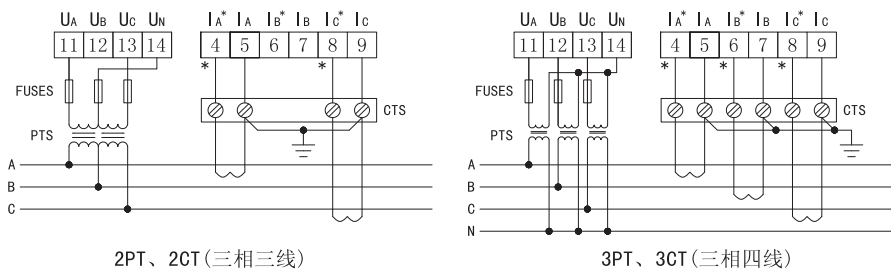 UA UB UC UN IA* IA IB* IB IC* IC
11 12 13 14 4 5 6 7 8 9
* *
FUSES
CTS
PTS
A
B
C
2PT、2CT(三相三线)
UA UB UC UN IA* IA IB* IB IC* IC
11 12 13 14 4 5 6 7 8 9
* * *
FUSES
CTS
PTS
A
B
C
N
3PT、3CT(三相四线)